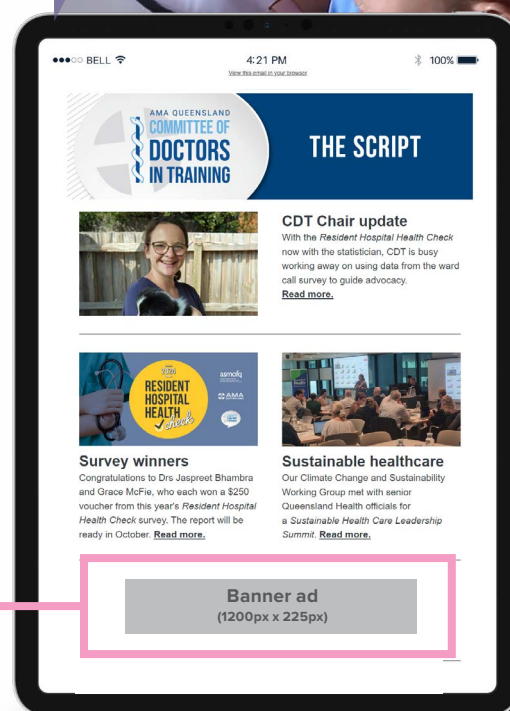 BELL
4:21 PM
100%
View this email in your browser
AMA QUEENSLAND
COMMITTEE OF
DOCTORS
IN TRAINING
THE SCRIPT
CDT Chair update
With the Resident Hospital Health Check
now with the statistician, CDT is busy
working away on using data from the ward
call survey to guide advocacy.
Read more.
2024
RESIDENT
HOSPITAL
HEALTH
check
asmofq
AMA
Survey winners
Congratulations to Drs Jaspreet Bhambra
and Grace McFie, who each won a $250
voucher from this year's Resident Hospital
Health Check survey. The report will be
ready in October. Read more.
Sustainable healthcare
Our Climate Change and Sustainability
Working Group met with senior
Queensland Health officials for
a Sustainable Health Care Leadership
Summit. Read more.
Banner ad
(1200px x 225px)